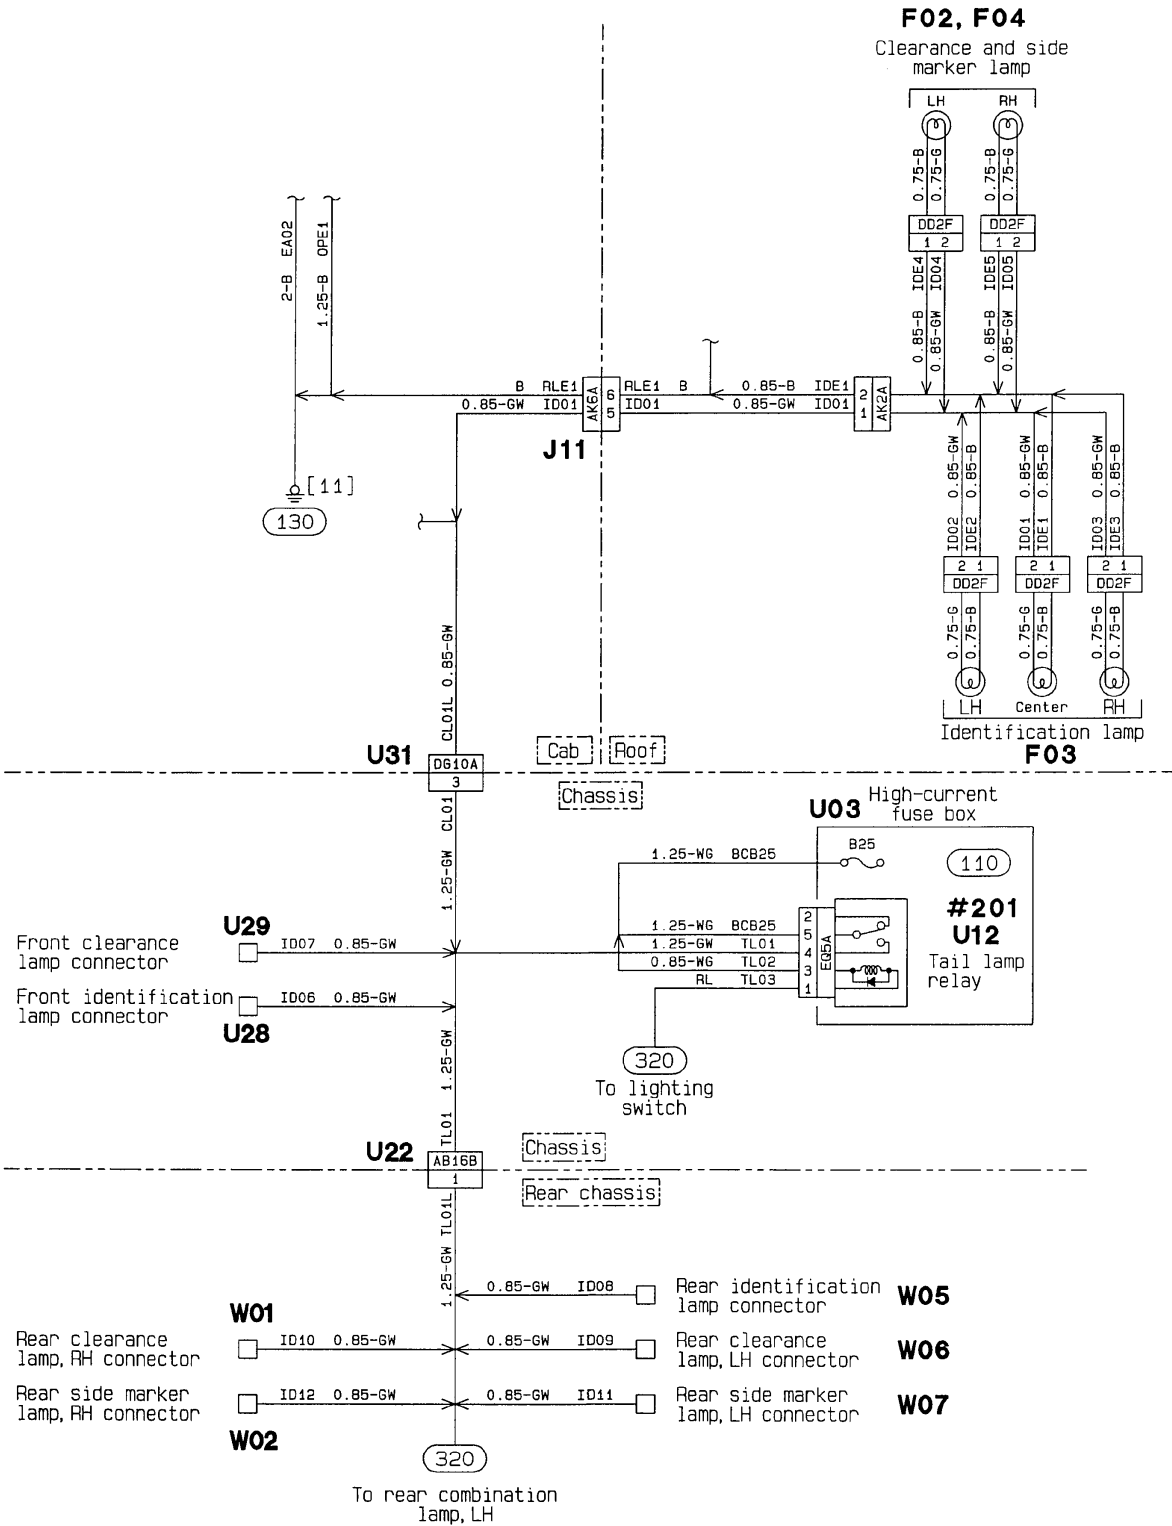 F02, F04
Clearance and side
marker lamp
LH
RH
0.75-B
0.75-G
0.75-B
0.75-G
DD2F
1 2
DD2F
1 2
0.85-B IDE4
0.85-GW ID04
0.85-B IDE5
0.85-GW ID05
2-B EA02
1.25-B OPE1
B RLE1
0.85-GW ID01
AK6A
6
5
RLE1 B
ID01
0.85-B IDE1
0.85-GW ID01
2
1
AK2A
J11
[11]
130
ID02 0.85-GW
IDE2 0.85-B
ID01 0.85-GW
IDE1 0.85-B
ID03 0.85-GW
IDE3 0.85-B
2 1
DD2F
2 1
DD2F
2 1
DD2F
0.75-G
0.75-B
0.75-G
0.75-B
0.75-G
0.75-B
LH
Center
RH
Identification lamp
F03
CL01L 0.85-GW
U31
DG10A
3
Cab
Roof
Chassis
1.25-GW CL01
U03
High-current
fuse box
B25
110
1.25-WG BCB25
#201
U12
Tail lamp
relay
1.25-WG BCB25
1.25-GW TL01
0.85-WG TL02
RL TL03
2
5
4
3
1
EQ5A
U29
Front clearance
lamp connector
ID07 0.85-GW
Front identification
lamp connector
ID06 0.85-GW
U28
320
To lighting
switch
TL01 1.25-GW
U22
AB16B
1
Chassis
Rear chassis
1.25-GW TL01L
0.85-GW ID08
Rear identification
lamp connector
W05
W01
Rear clearance
lamp, RH connector
ID10 0.85-GW
0.85-GW ID09
Rear clearance
lamp, LH connector
W06
Rear side marker
lamp, RH connector
ID12 0.85-GW
0.85-GW ID11
Rear side marker
lamp, LH connector
W07
W02
320
To rear combination
lamp, LH